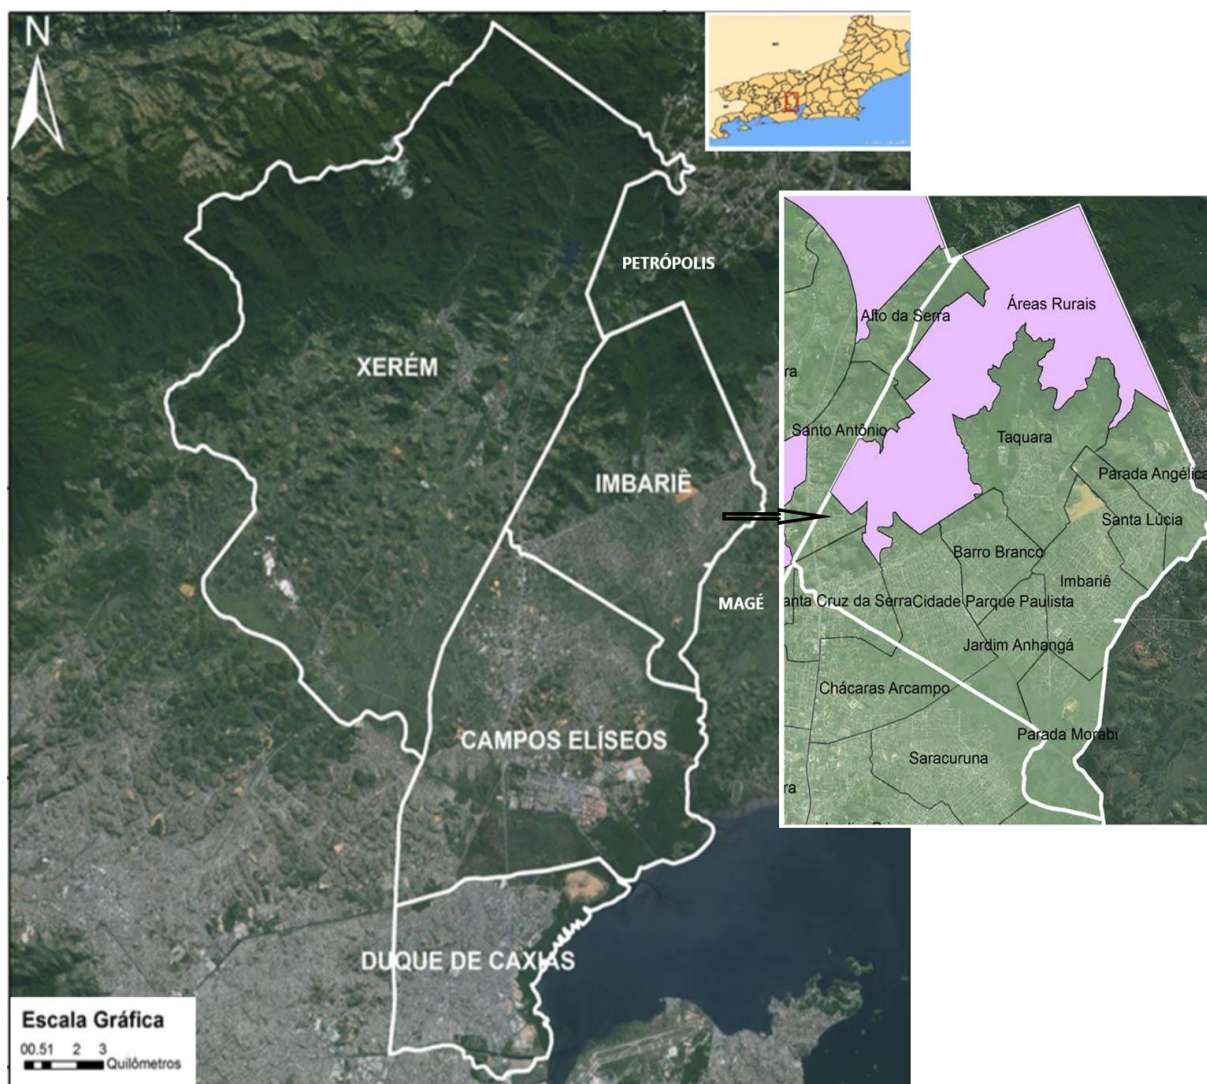 N
PETRÓPOLIS
XERÉM
IMBARIÊ
MAGÉ
CAMPOS ELÍSEOS
DUQUE DE CAXIAS
Escala Gráfica
00.51 2 3
Quilômetros
Áreas Rurais
Alto da Serra
ra
Santo Antônio
Taquara
Parada Angélica
Santa Lúcia
Barro Branco
Imbariê
anta Cruz da Serra
Cidade Parque Paulista
Jardim Anhangá
Chácaras Arcampo
Parada Morabi
Saracuruna
ra